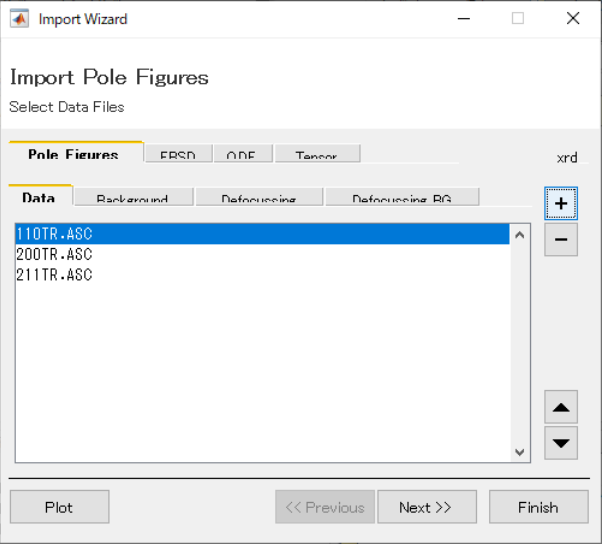 Import Wizard
Import Pole Figures
Select Data Files
Pole Figures EBSD ODF Tensor xrd
Data Background Defocussing Defocussing BG
+
110TR.ASC
200TR.ASC
211TR.ASC
−
Plot << Previous Next >> Finish